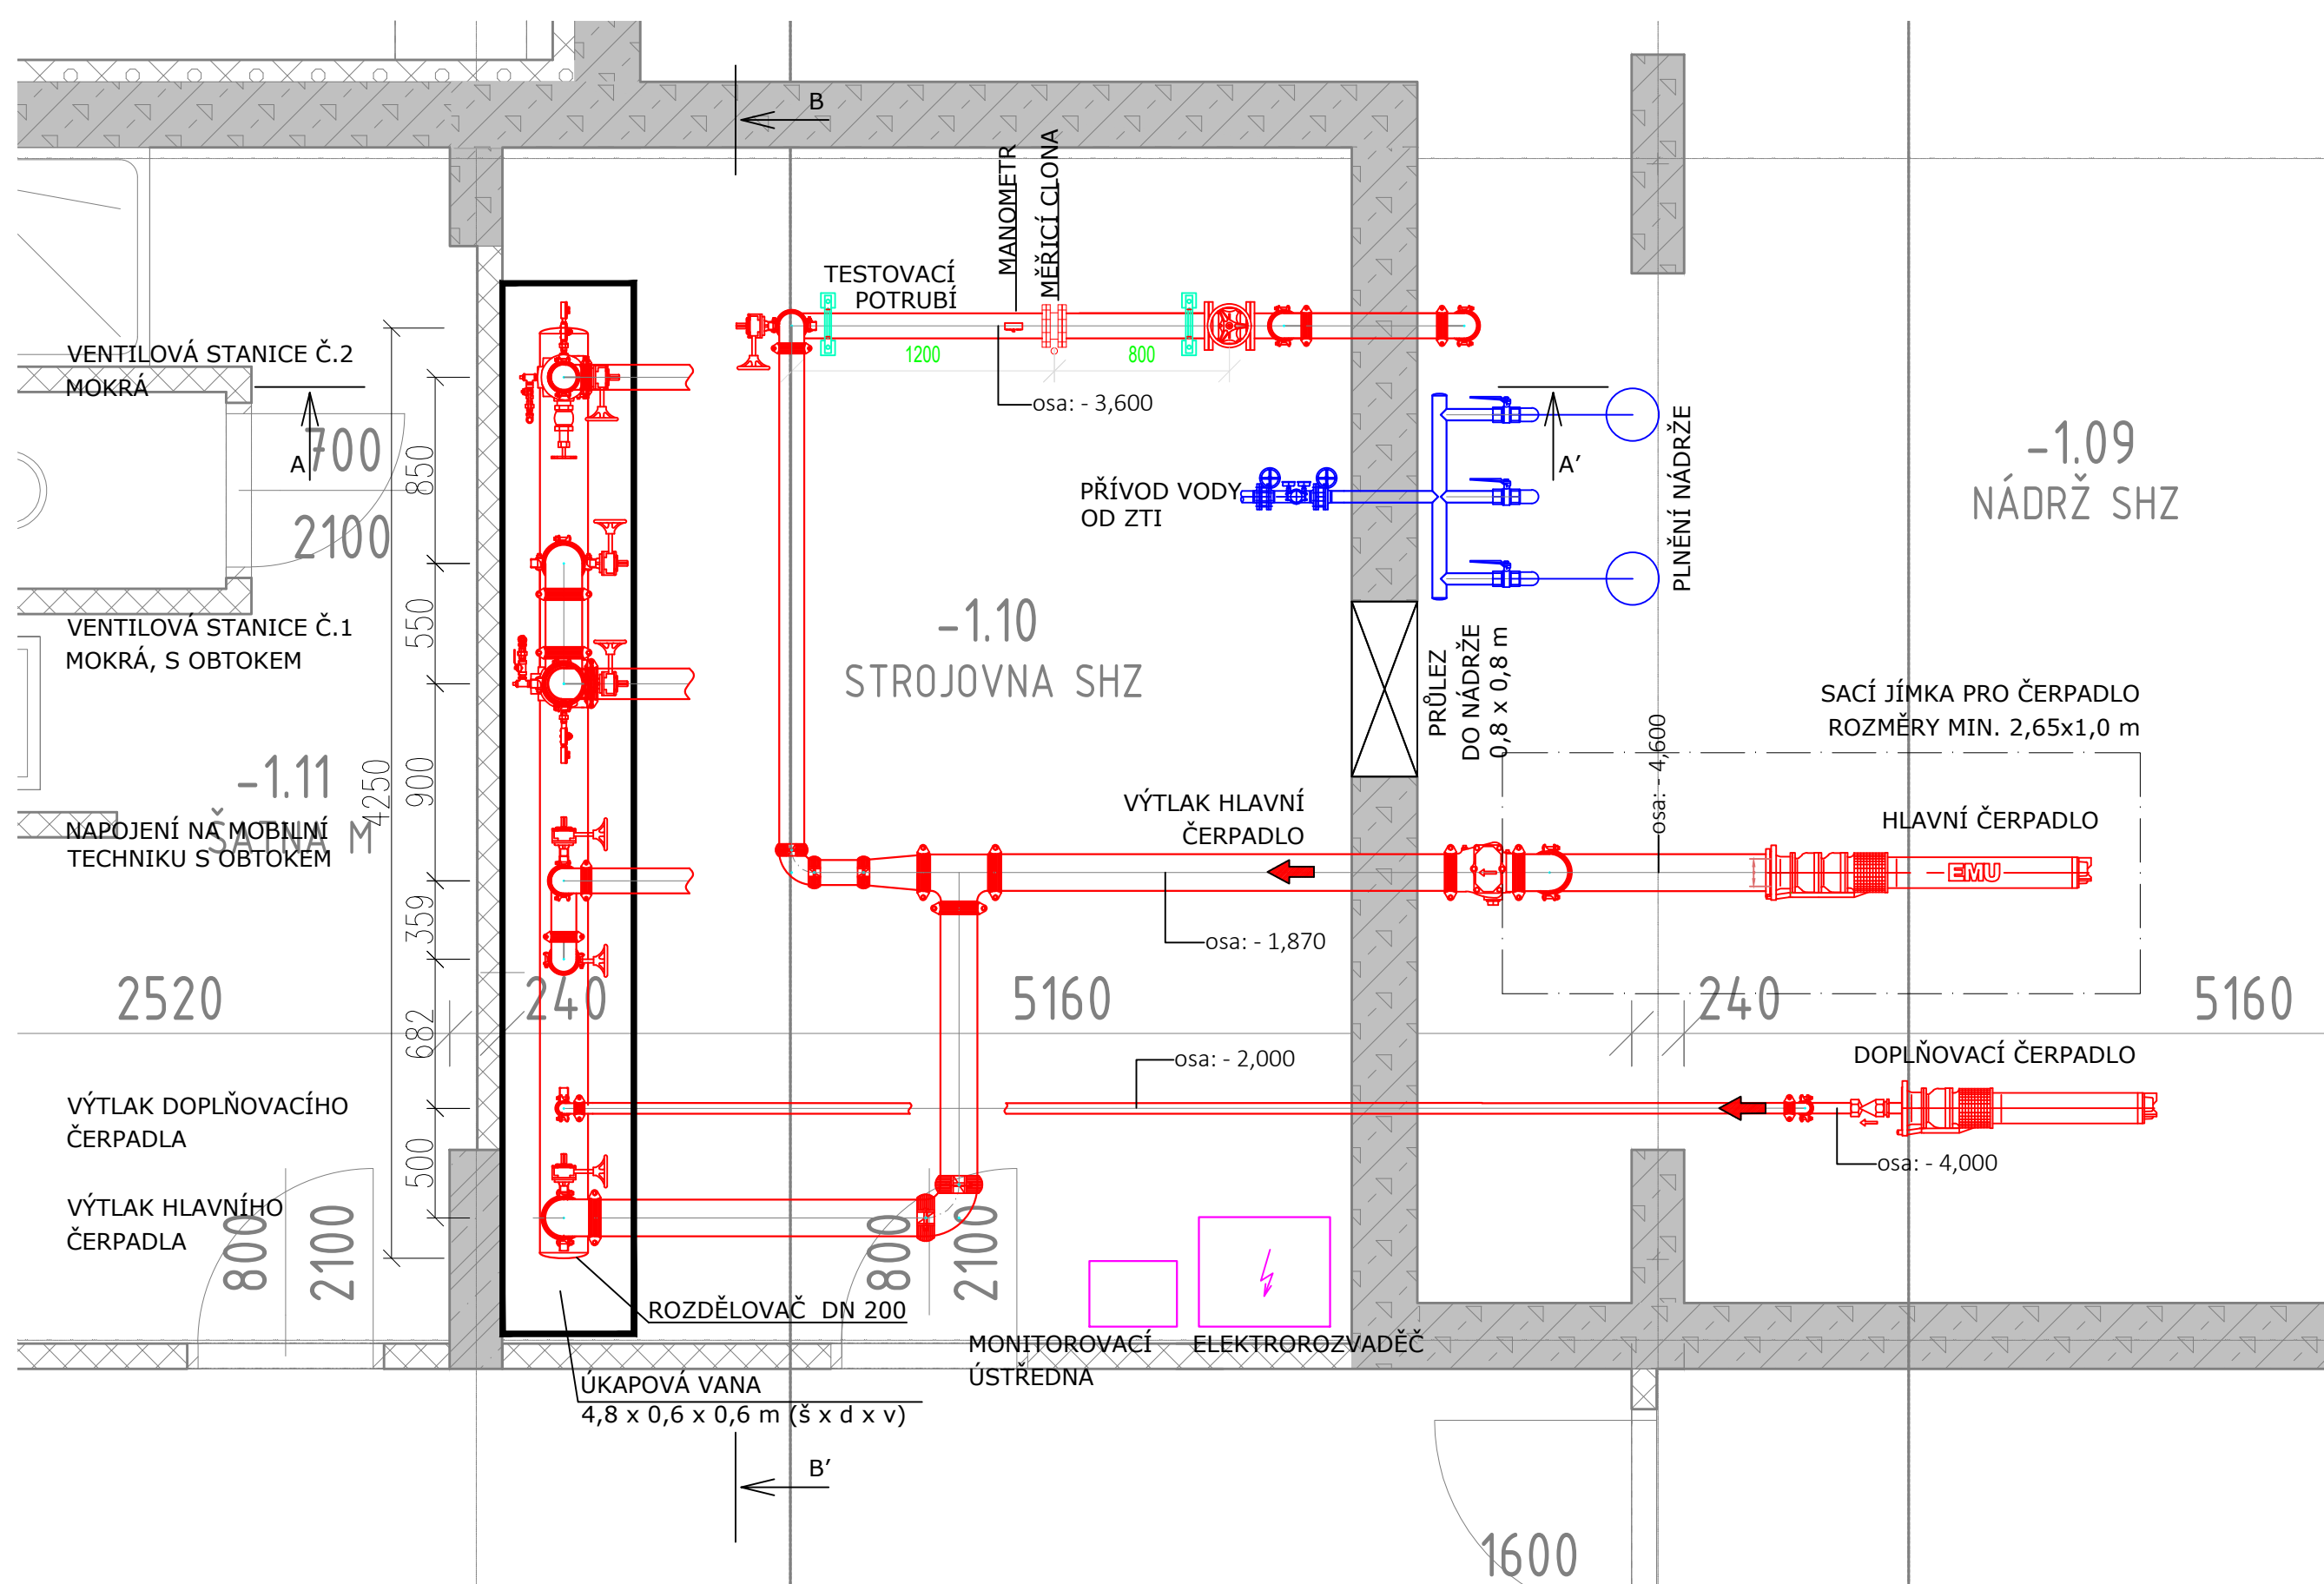 B
MANOMETR
MĚŘICÍ CLONA
TESTOVACÍ
POTRUBÍ
1200
800
osa: - 3,600
VENTILOVÁ STANICE Č.2
MOKRÁ
A
700
2100
850
A’
PŘÍVOD VODY
OD ZTI
PLNĚNÍ NÁDRŽE
-1.09
NÁDRŽ SHZ
VENTILOVÁ STANICE Č.1
MOKRÁ, S OBTOKEM
550
-1.10
STROJOVNA SHZ
PRŮLEZ
DO NÁDRŽE
0,8 x 0,8 m
SACÍ JÍMKA PRO ČERPADLO
ROZMĚRY MIN. 2,65x1,0 m
osa: - 4,600
-1.11
ŠATNA M
4250
900
NAPOJENÍ NA MOBILNÍ
TECHNIKU S OBTOKEM
VÝTLAK HLAVNÍ
ČERPADLO
HLAVNÍ ČERPADLO
EMU
359
osa: - 1,870
2520
240
5160
240
5160
682
osa: - 2,000
DOPLŇOVACÍ ČERPADLO
VÝTLAK DOPLŇOVACÍHO
ČERPADLA
500
osa: - 4,000
VÝTLAK HLAVNÍHO
ČERPADLA
800
2100
800
2100
ROZDĚLOVAČ DN 200
MONITOROVACÍ
ÚSTŘEDNA
ELEKTROROZVADĚČ
ÚKAPOVÁ VANA
4,8 x 0,6 x 0,6 m (š x d x v)
B’
1600